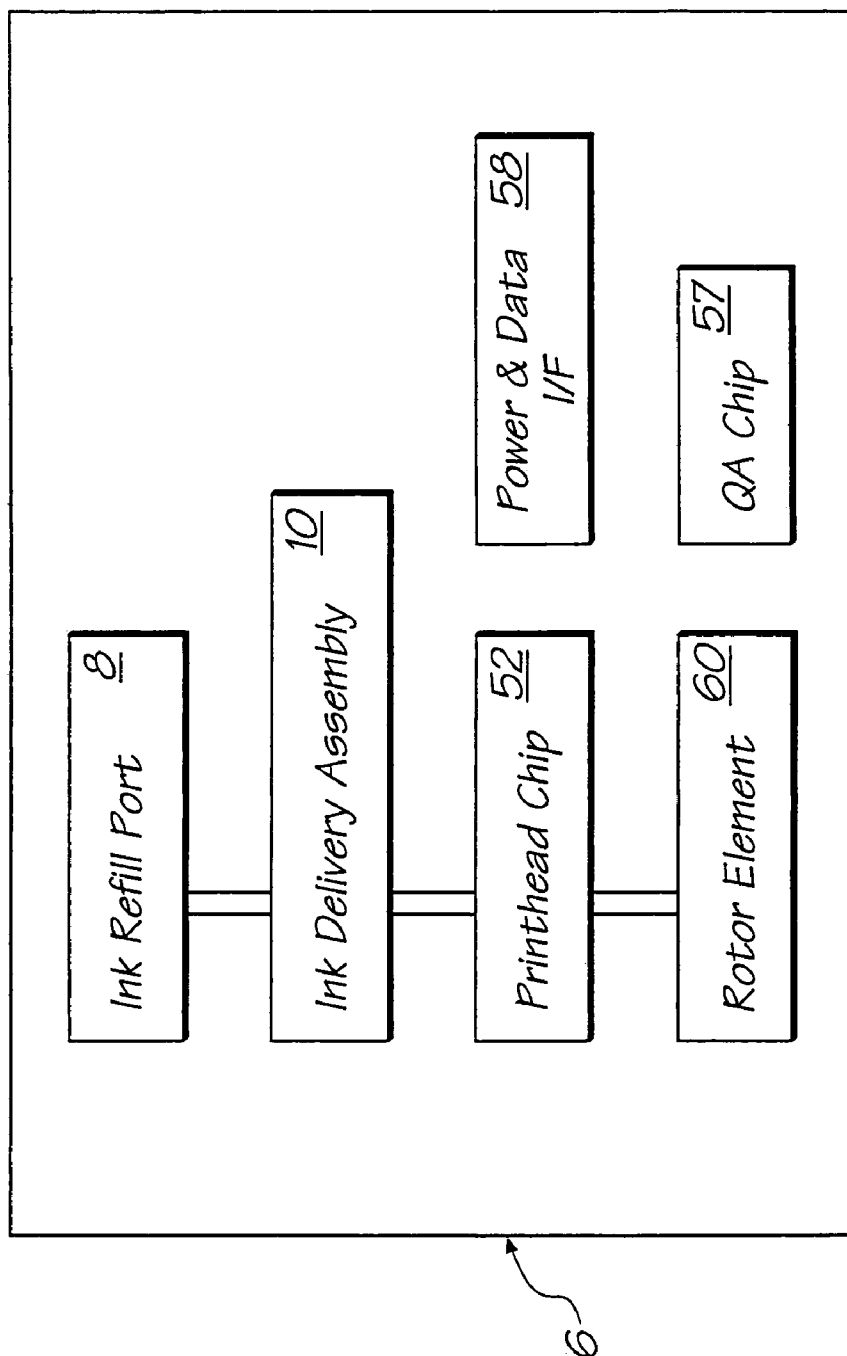 Ink Refill Port 8
Ink Delivery Assembly 10
Printhead Chip 52
Power & Data 58
I/F
Rotor Element 60
QA Chip 57
6